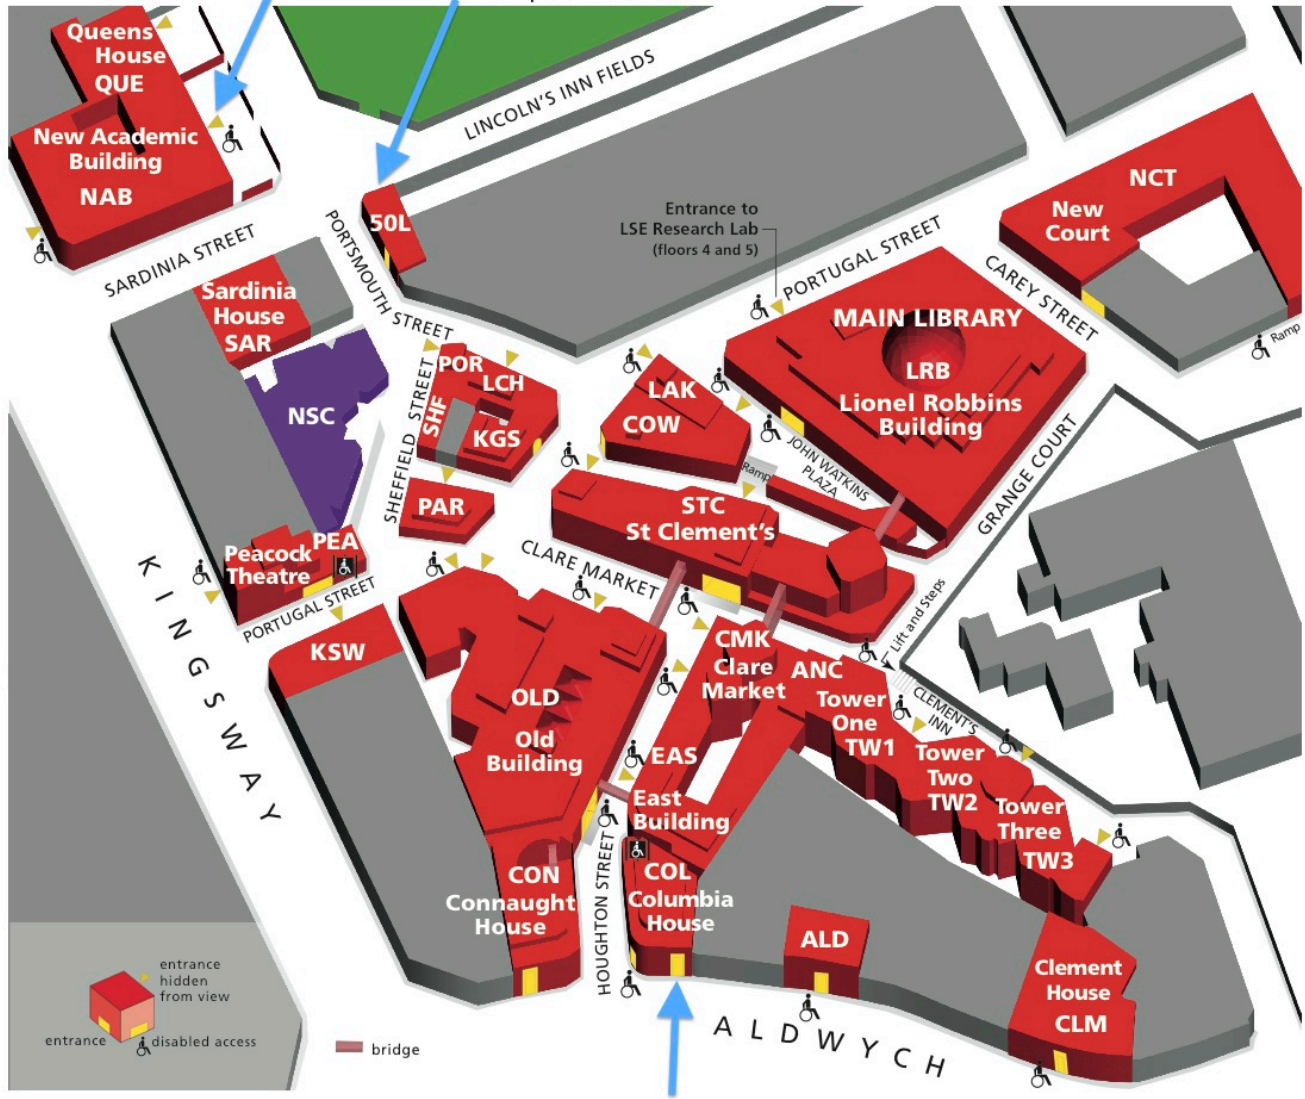 Queens
House
QUE
New Academic
Building
NAB
LINCOLN'S INN FIELDS
SARDINIA STREET
PORTSMOUTH STREET
50L
Entrance to
LSE Research Lab
(floors 4 and 5)
PORTUGAL STREET
NCT
New
Court
CAREY STREET
Ramp
Sardinia
House
SAR
NSC
POR
LCH
SHF
KGS
SHEFFIELD STREET
PAR
LAK
COW
MAIN LIBRARY
LRB
Lionel Robbins
Building
JOHN WATKINS
PLAZA
Ramp
GRANGE COURT
STC
St Clement's
CLARE MARKET
Peacock
Theatre
PEA
PORTUGAL STREET
KINGSWAY
KSW
OLD
Old
Building
CMK
Clare
Market
ANC
Lift and Steps
CLEMENT'S
INN
Tower
One
TW1
Tower
Two
TW2
Tower
Three
TW3
EAS
East
Building
HOUGHTON STREET
CON
Connaught
House
COL
Columbia
House
ALD
Clement
House
CLM
ALDWYCH
entrance
hidden
from view
entrance
disabled access
bridge